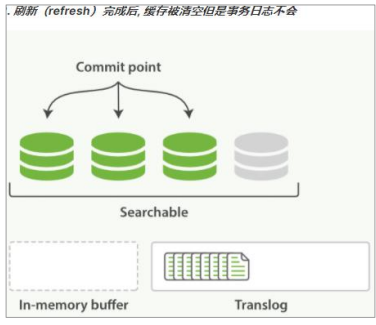 . 刷新（refresh）完成后, 缓存被清空但是事务日志不会
Commit point
Searchable
In-memory buffer
Translog